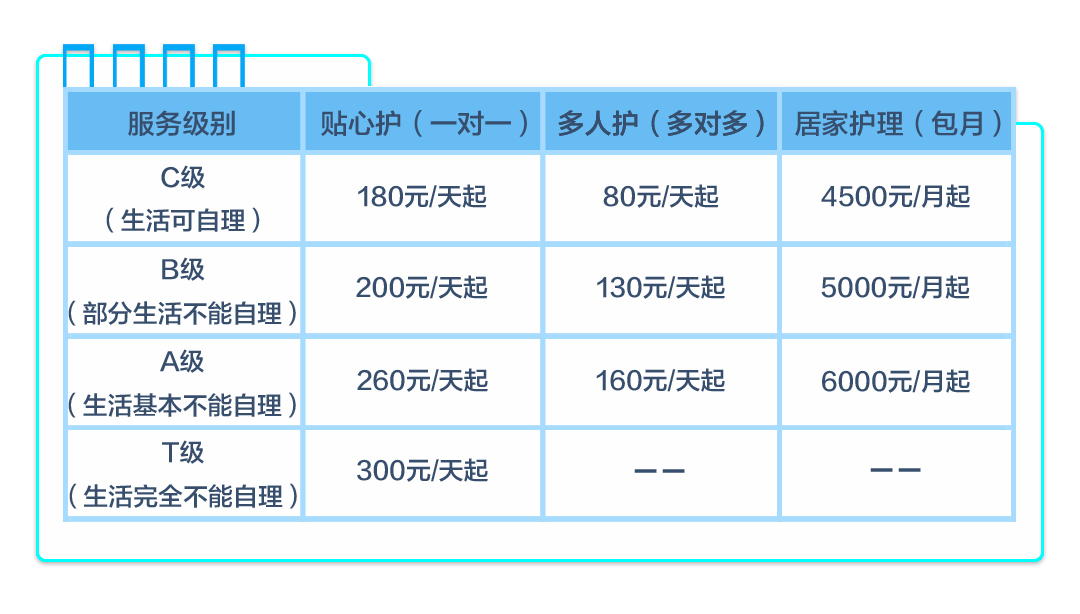 服务级别 贴心护（一对一） 多人护（多对多） 居家护理（包月）
C级
（生活可自理） 180元/天起 80元/天起 4500元/月起
B级
（部分生活不能自理） 200元/天起 130元/天起 5000元/月起
A级
（生活基本不能自理） 260元/天起 160元/天起 6000元/月起
T级
（生活完全不能自理） 300元/天起 —— ——